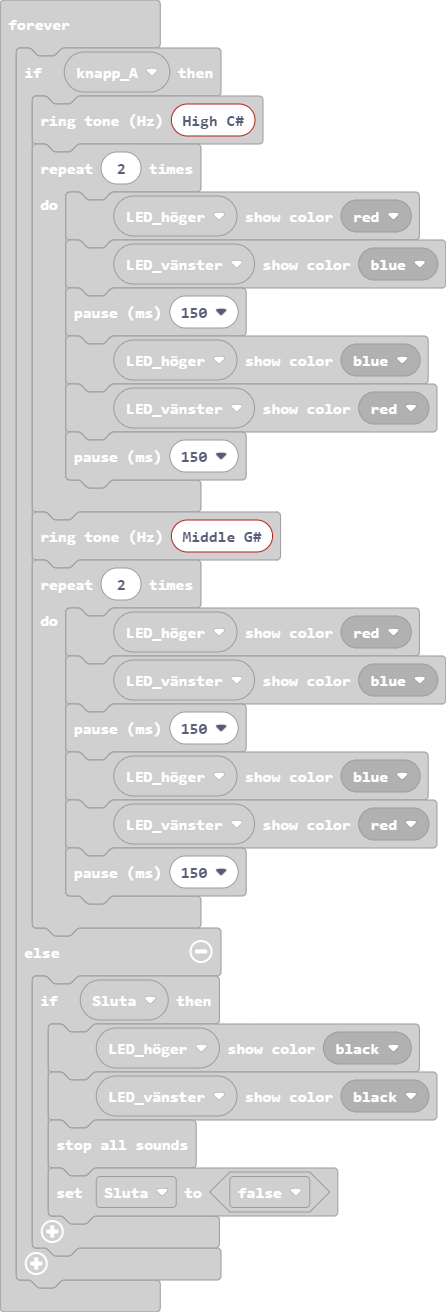 forever
if knapp_A then
ring tone (Hz) High C#
repeat 2 times
do
LED_höger show color red
LED_vänster show color blue
pause (ms) 150
LED_höger show color blue
LED_vänster show color red
pause (ms) 150
ring tone (Hz) Middle G#
repeat 2 times
do
LED_höger show color red
LED_vänster show color blue
pause (ms) 150
LED_höger show color blue
LED_vänster show color red
pause (ms) 150
else
if Sluta then
LED_höger show color black
LED_vänster show color black
stop all sounds
set Sluta to false